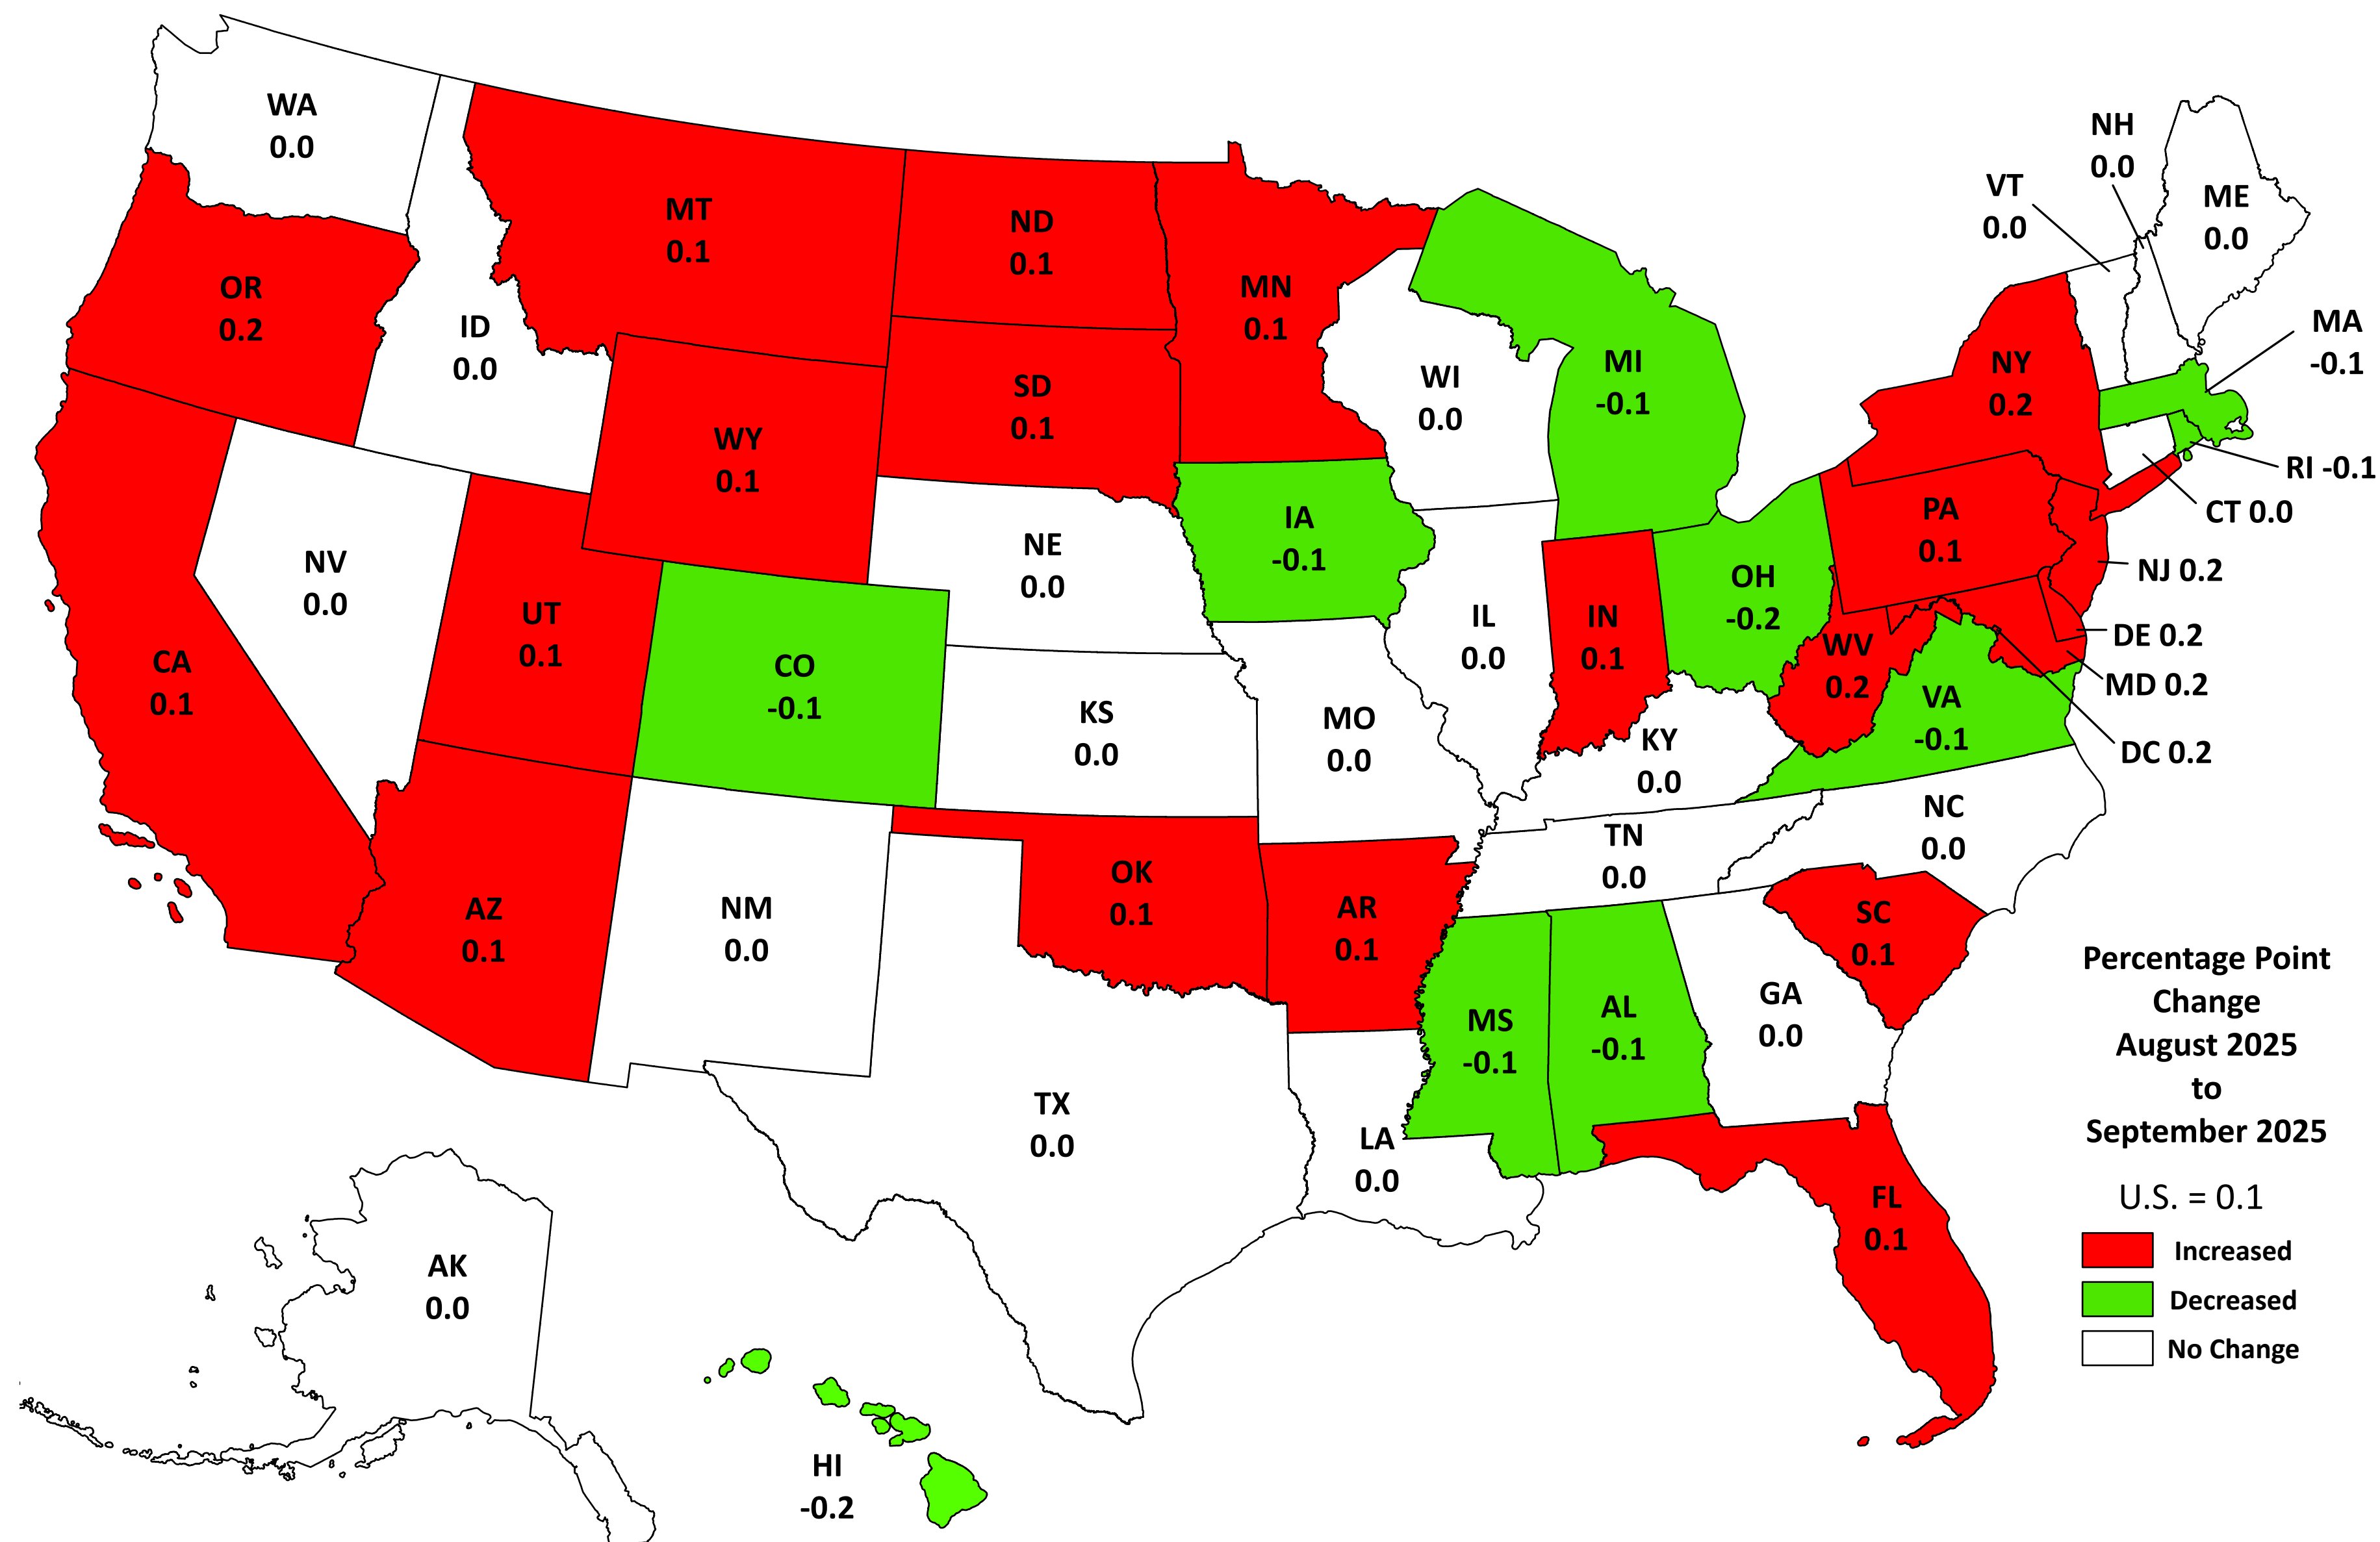 WA
0.0
NH
0.0
VT
0.0
ME
0.0
MT
0.1
ND
0.1
MN
0.1
OR
0.2
ID
0.0
MA
-0.1
NY
0.2
MI
-0.1
WI
0.0
SD
0.1
WY
0.1
RI -0.1
CT 0.0
PA
0.1
IA
-0.1
NE
0.0
NV
0.0
NJ 0.2
OH
-0.2
UT
0.1
IL
0.0
IN
0.1
DE 0.2
WV
0.2
MD 0.2
CA
0.1
CO
-0.1
VA
-0.1
DC 0.2
KS
0.0
MO
0.0
KY
0.0
NC
0.0
TN
0.0
OK
0.1
AR
0.1
AZ
0.1
NM
0.0
SC
0.1
GA
0.0
AL
-0.1
MS
-0.1
TX
0.0
LA
0.0
FL
0.1
AK
0.0
HI
-0.2
Percentage Point
Change
August 2025
to
September 2025
U.S. = 0.1
Increased
Decreased
No Change